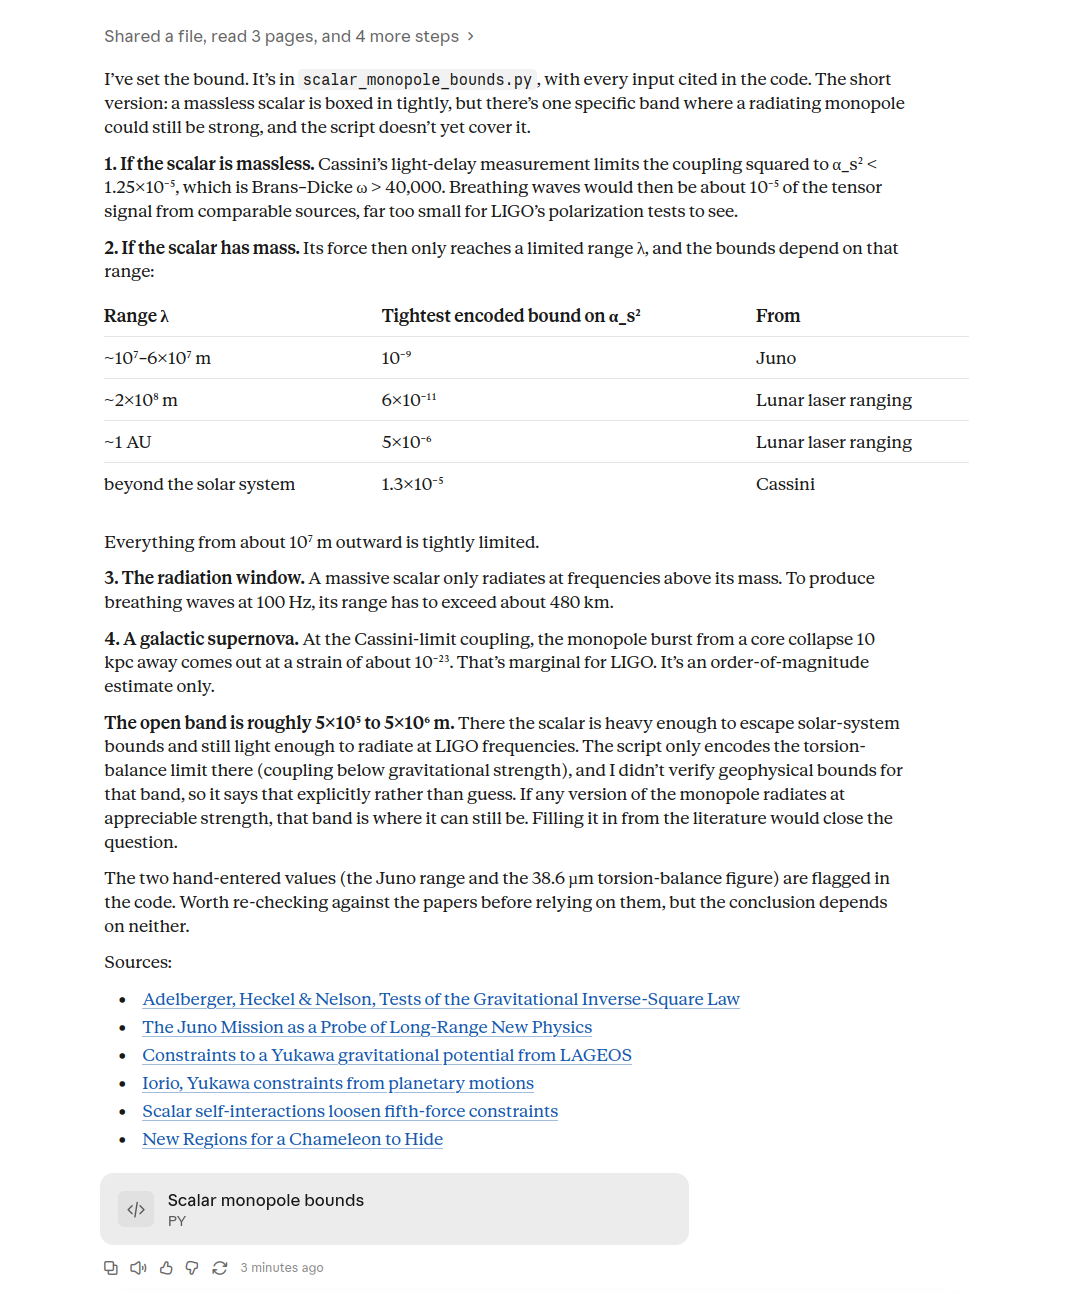 Shared a file, read 3 pages, and 4 more steps >
I’ve set the bound. It’s in scalar_monopole_bounds.py, with every input cited in the code. The short
version: a massless scalar is boxed in tightly, but there’s one specific band where a radiating monopole
could still be strong, and the script doesn’t yet cover it.
1. If the scalar is massless. Cassini’s light-delay measurement limits the coupling squared to α_s² <
1.25×10⁻⁵, which is Brans–Dicke ω > 40,000. Breathing waves would then be about 10⁻⁵ of the tensor
signal from comparable sources, far too small for LIGO’s polarization tests to see.
2. If the scalar has mass. Its force then only reaches a limited range λ, and the bounds depend on that
range:
Range λ Tightest encoded bound on α_s² From
~10⁷–6×10⁷ m 10⁻⁹ Juno
~2×10⁸ m 6×10⁻¹¹ Lunar laser ranging
~1 AU 5×10⁻⁶ Lunar laser ranging
beyond the solar system 1.3×10⁻⁵ Cassini
Everything from about 10⁷ m outward is tightly limited.
3. The radiation window. A massive scalar only radiates at frequencies above its mass. To produce
breathing waves at 100 Hz, its range has to exceed about 480 km.
4. A galactic supernova. At the Cassini-limit coupling, the monopole burst from a core collapse 10
kpc away comes out at a strain of about 10⁻²³. That’s marginal for LIGO. It’s an order-of-magnitude
estimate only.
The open band is roughly 5×10⁵ to 5×10⁶ m. There the scalar is heavy enough to escape solar-system
bounds and still light enough to radiate at LIGO frequencies. The script only encodes the torsion-
balance limit there (coupling below gravitational strength), and I didn’t verify geophysical bounds for
that band, so it says that explicitly rather than guess. If any version of the monopole radiates at
appreciable strength, that band is where it can still be. Filling it in from the literature would close the
question.
The two hand-entered values (the Juno range and the 38.6 μm torsion-balance figure) are flagged in
the code. Worth re-checking against the papers before relying on them, but the conclusion depends
on neither.
Sources:
• Adelberger, Heckel & Nelson, Tests of the Gravitational Inverse-Square Law
• The Juno Mission as a Probe of Long-Range New Physics
• Constraints to a Yukawa gravitational potential from LAGEOS
• Iorio, Yukawa constraints from planetary motions
• Scalar self-interactions loosen fifth-force constraints
• New Regions for a Chameleon to Hide
Scalar monopole bounds
PY
3 minutes ago